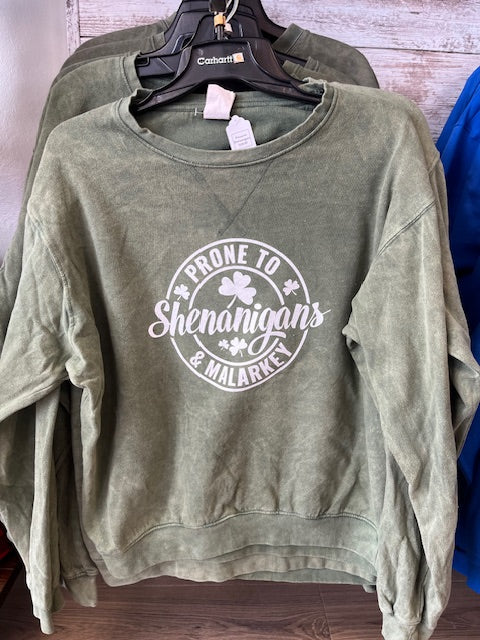 Carhartt
PRONE TO
Shenanigans
& MALARKEY